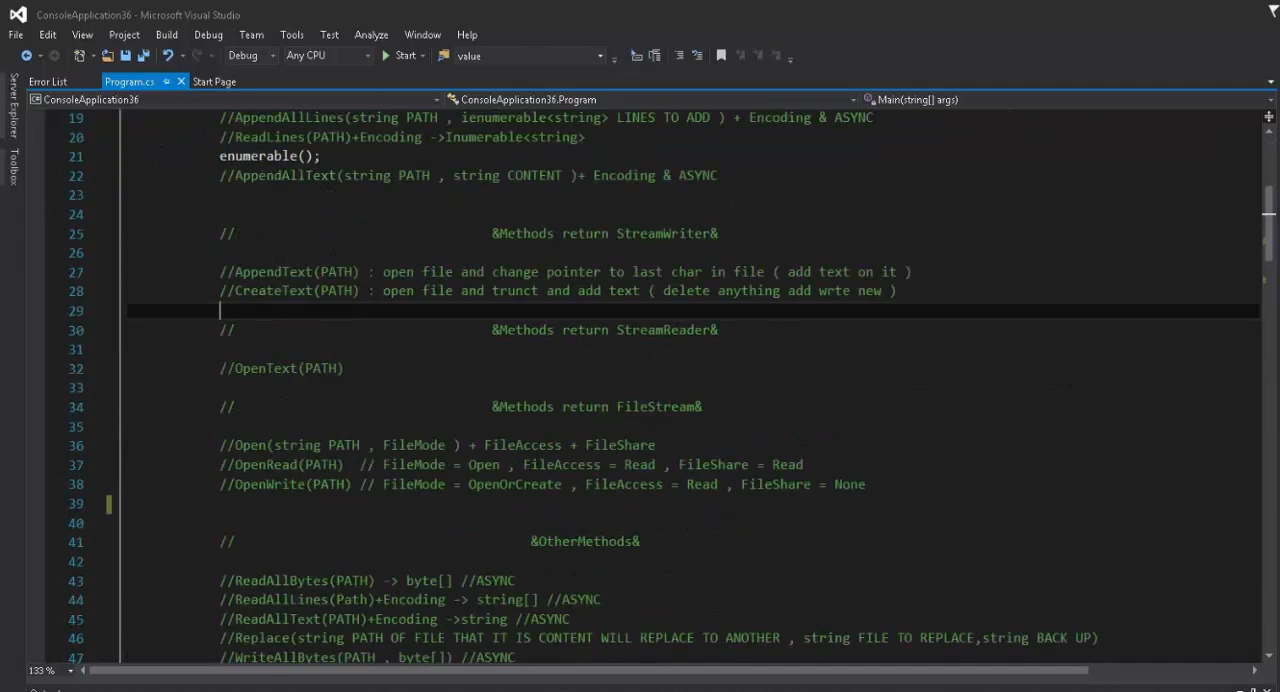 ConsoleApplication36 - Microsoft Visual Studio
File Edit View Project Build Debug Team Tools Test Analyze Window Help
Debug Any CPU Start value
Server Explorer
Toolbox
Error List Program.cs Start Page
ConsoleApplication36 ConsoleApplication36.Program Main(string[] args)
19 //AppendAllLines(string PATH , ienumerable<string> LINES TO ADD ) + Encoding & ASYNC
20 //ReadLines(PATH)+Encoding ->Inumerable<string>
21 enumerable();
22 //AppendAllText(string PATH , string CONTENT )+ Encoding & ASYNC
23
24
25 // &Methods return StreamWriter&
26
27 //AppendText(PATH) : open file and change pointer to last char in file ( add text on it )
28 //CreateText(PATH) : open file and trunct and add text ( delete anything add wrte new )
29
30 // &Methods return StreamReader&
31
32 //OpenText(PATH)
33
34 // &Methods return FileStream&
35
36 //Open(string PATH , FileMode ) + FileAccess + FileShare
37 //OpenRead(PATH) // FileMode = Open , FileAccess = Read , FileShare = Read
38 //OpenWrite(PATH) // FileMode = OpenOrCreate , FileAccess = Read , FileShare = None
39
40
41 // &OtherMethods&
42
43 //ReadAllBytes(PATH) -> byte[] //ASYNC
44 //ReadAllLines(Path)+Encoding -> string[] //ASYNC
45 //ReadAllText(PATH)+Encoding ->string //ASYNC
46 //Replace(string PATH OF FILE THAT IT IS CONTENT WILL REPLACE TO ANOTHER , string FILE TO REPLACE,string BACK UP)
47 //WriteAllBytes(PATH , byte[]) //ASYNC
133 %